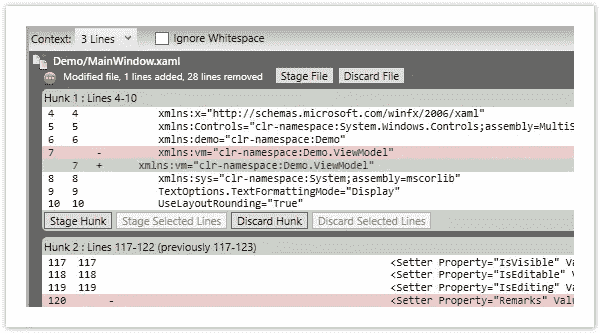 Context: 3 Lines Ignore Whitespace
Demo/MainWindow.xaml
Modified file, 1 lines added, 28 lines removed Stage File Discard File
Hunk 1 : Lines 4-10
4 4 xmlns:x="http://schemas.microsoft.com/winfx/2006/xaml"
5 5 xmlns:Controls="clr-namespace:System.Windows.Controls;assembly=MultiS
6 6 xmlns:demo="clr-namespace:Demo"
7 - xmlns:vm="clr-namespace:Demo.ViewModel"
7 + xmlns:vm="clr-namespace:Demo.ViewModel"
8 8 xmlns:sys="clr-namespace:System;assembly=mscorlib"
9 9 TextOptions.TextFormattingMode="Display"
10 10 UseLayoutRounding="True"
Stage Hunk Stage Selected Lines Discard Hunk Discard Selected Lines
Hunk 2 : Lines 117-122 (previously 117-123)
117 117 <Setter Property="IsVisible" Va
118 118 <Setter Property="IsEditable" V
119 119 <Setter Property="IsEditing" Va
120 - <Setter Property="Remarks" Valu